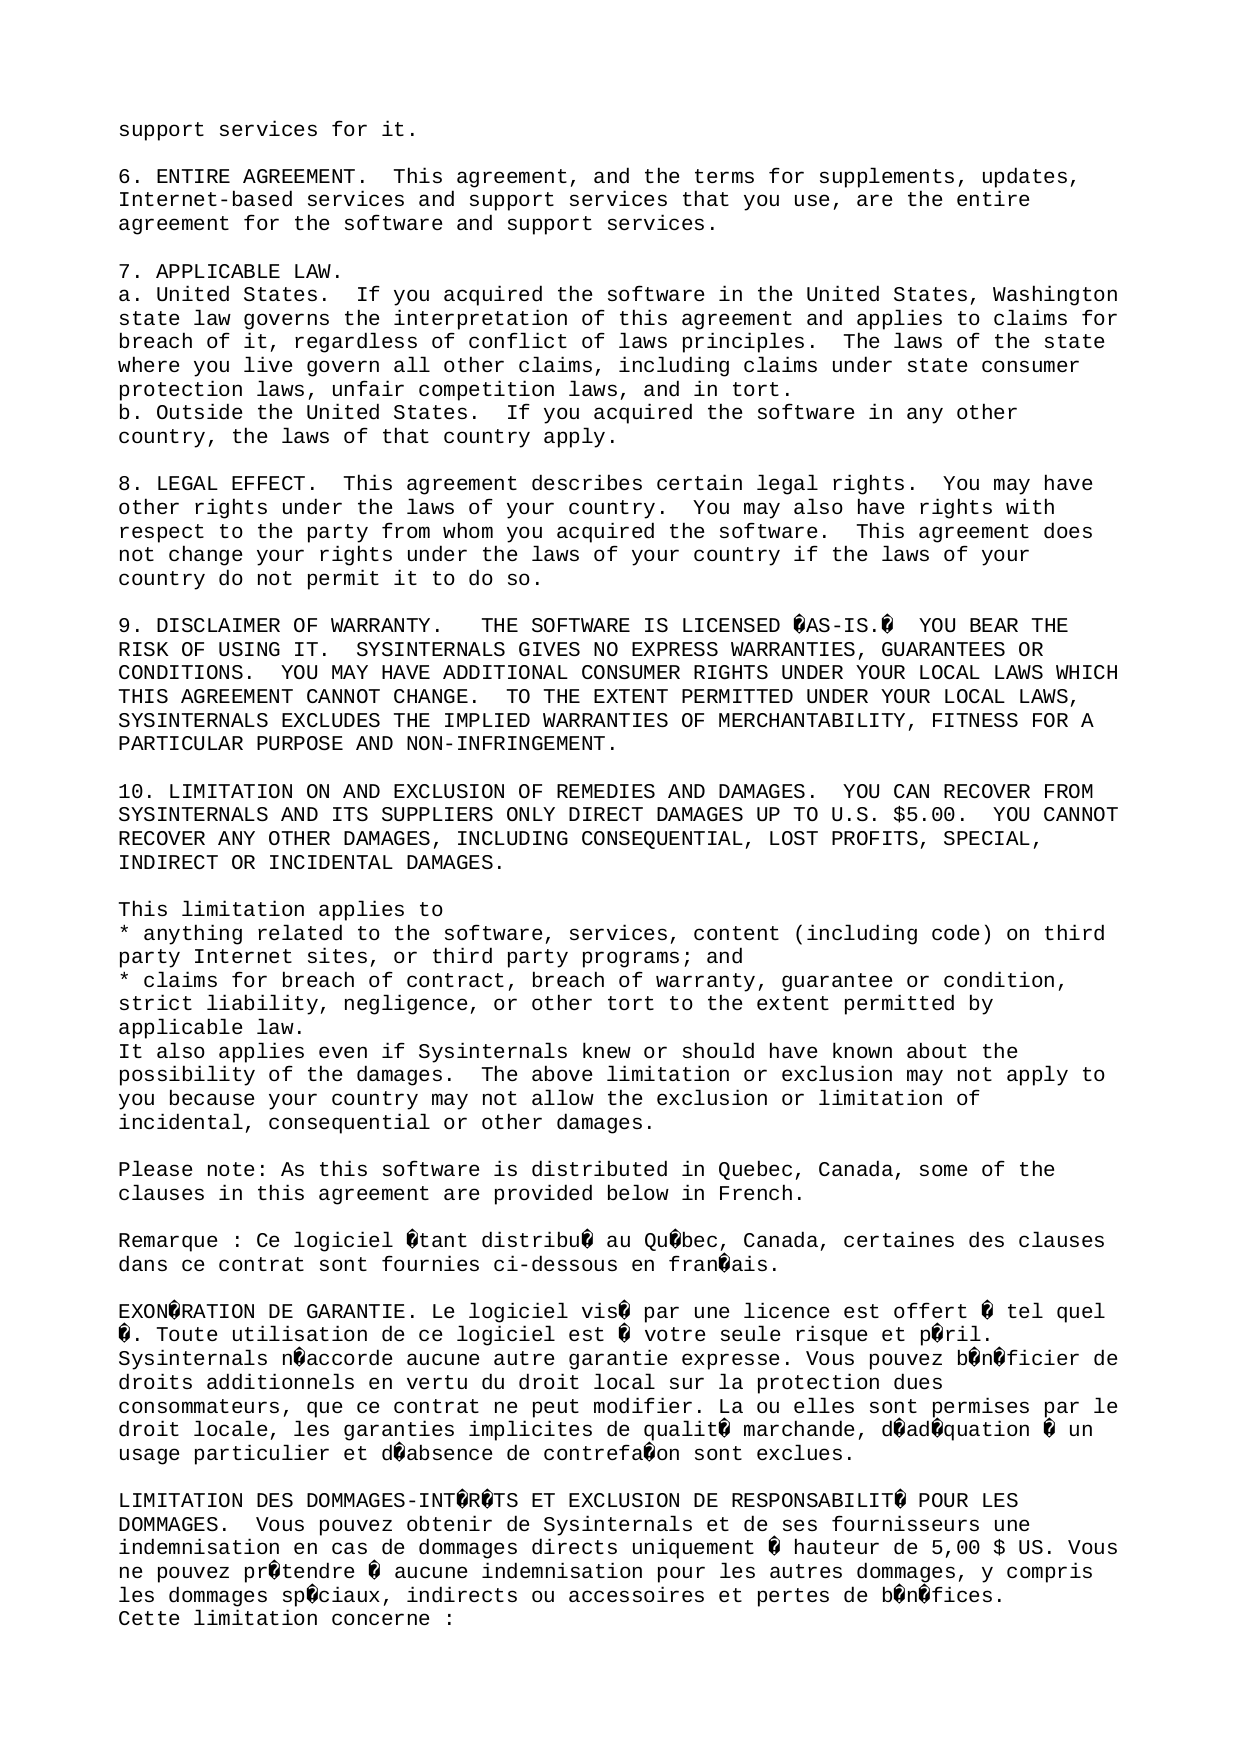 support services for it.
6. ENTIRE AGREEMENT.  This agreement, and the terms for supplements, updates,
Internet-based services and support services that you use, are the entire
agreement for the software and support services.
7. APPLICABLE LAW.
a. United States.  If you acquired the software in the United States, Washington
state law governs the interpretation of this agreement and applies to claims for
breach of it, regardless of conflict of laws principles.  The laws of the state
where you live govern all other claims, including claims under state consumer
protection laws, unfair competition laws, and in tort.
b. Outside the United States.  If you acquired the software in any other
country, the laws of that country apply.
8. LEGAL EFFECT.  This agreement describes certain legal rights.  You may have
other rights under the laws of your country.  You may also have rights with
respect to the party from whom you acquired the software.  This agreement does
not change your rights under the laws of your country if the laws of your
country do not permit it to do so.
9. DISCLAIMER OF WARRANTY.   THE SOFTWARE IS LICENSED �AS-IS.�  YOU BEAR THE
RISK OF USING IT.  SYSINTERNALS GIVES NO EXPRESS WARRANTIES, GUARANTEES OR
CONDITIONS.  YOU MAY HAVE ADDITIONAL CONSUMER RIGHTS UNDER YOUR LOCAL LAWS WHICH
THIS AGREEMENT CANNOT CHANGE.  TO THE EXTENT PERMITTED UNDER YOUR LOCAL LAWS,
SYSINTERNALS EXCLUDES THE IMPLIED WARRANTIES OF MERCHANTABILITY, FITNESS FOR A
PARTICULAR PURPOSE AND NON-INFRINGEMENT.
10. LIMITATION ON AND EXCLUSION OF REMEDIES AND DAMAGES.  YOU CAN RECOVER FROM
SYSINTERNALS AND ITS SUPPLIERS ONLY DIRECT DAMAGES UP TO U.S. $5.00.  YOU CANNOT
RECOVER ANY OTHER DAMAGES, INCLUDING CONSEQUENTIAL, LOST PROFITS, SPECIAL,
INDIRECT OR INCIDENTAL DAMAGES.
This limitation applies to
* anything related to the software, services, content (including code) on third
party Internet sites, or third party programs; and
* claims for breach of contract, breach of warranty, guarantee or condition,
strict liability, negligence, or other tort to the extent permitted by
applicable law.
It also applies even if Sysinternals knew or should have known about the
possibility of the damages.  The above limitation or exclusion may not apply to
you because your country may not allow the exclusion or limitation of
incidental, consequential or other damages.
Please note: As this software is distributed in Quebec, Canada, some of the
clauses in this agreement are provided below in French.
Remarque : Ce logiciel �tant distribu� au Qu�bec, Canada, certaines des clauses
dans ce contrat sont fournies ci-dessous en fran�ais.
EXON�RATION DE GARANTIE. Le logiciel vis� par une licence est offert � tel quel
�. Toute utilisation de ce logiciel est � votre seule risque et p�ril.
Sysinternals n�accorde aucune autre garantie expresse. Vous pouvez b�n�ficier de
droits additionnels en vertu du droit local sur la protection dues
consommateurs, que ce contrat ne peut modifier. La ou elles sont permises par le
droit locale, les garanties implicites de qualit� marchande, d�ad�quation � un
usage particulier et d�absence de contrefa�on sont exclues.
LIMITATION DES DOMMAGES-INT�R�TS ET EXCLUSION DE RESPONSABILIT� POUR LES
DOMMAGES.  Vous pouvez obtenir de Sysinternals et de ses fournisseurs une
indemnisation en cas de dommages directs uniquement � hauteur de 5,00 $ US. Vous
ne pouvez pr�tendre � aucune indemnisation pour les autres dommages, y compris
les dommages sp�ciaux, indirects ou accessoires et pertes de b�n�fices.
Cette limitation concerne :